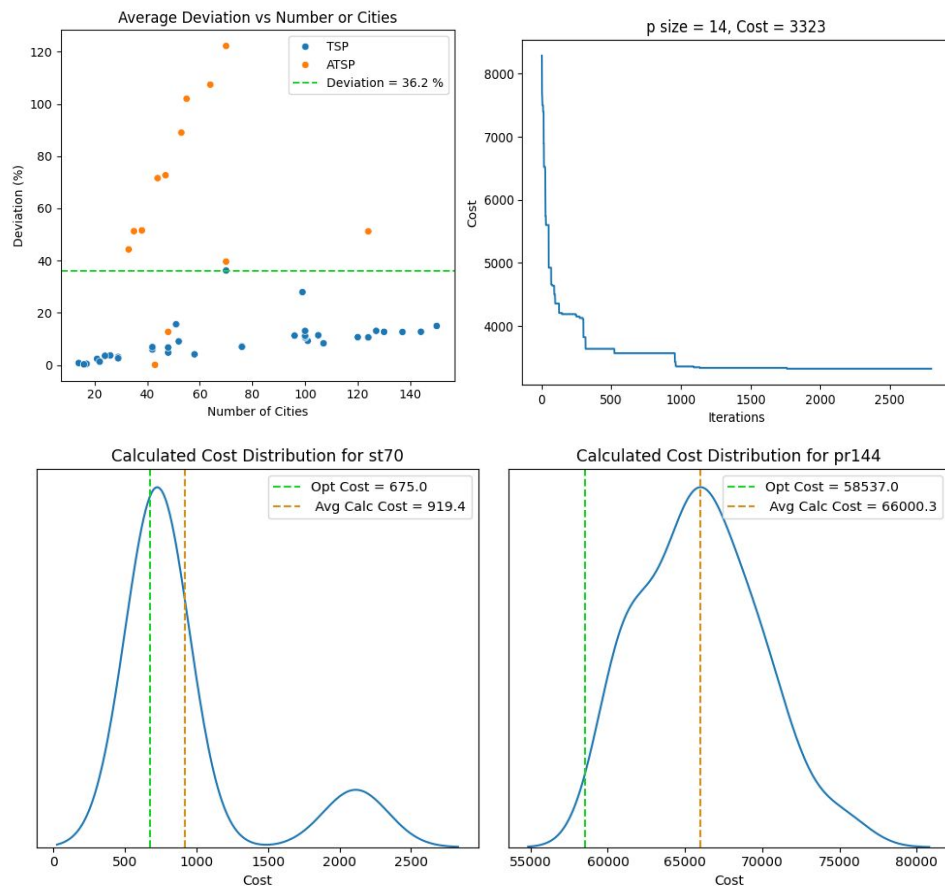 Average Deviation vs Number or Cities
TSP
ATSP
Deviation = 36.2 %
120
100
80
60
40
20
0
Deviation (%)
20 40 60 80 100 120 140
Number of Cities
p size = 14, Cost = 3323
8000
7000
6000
5000
4000
Cost
0 500 1000 1500 2000 2500
Iterations
Calculated Cost Distribution for st70
Opt Cost = 675.0
Avg Calc Cost = 919.4
0 500 1000 1500 2000 2500
Cost
Calculated Cost Distribution for pr144
Opt Cost = 58537.0
Avg Calc Cost = 66000.3
55000 60000 65000 70000 75000 80000
Cost